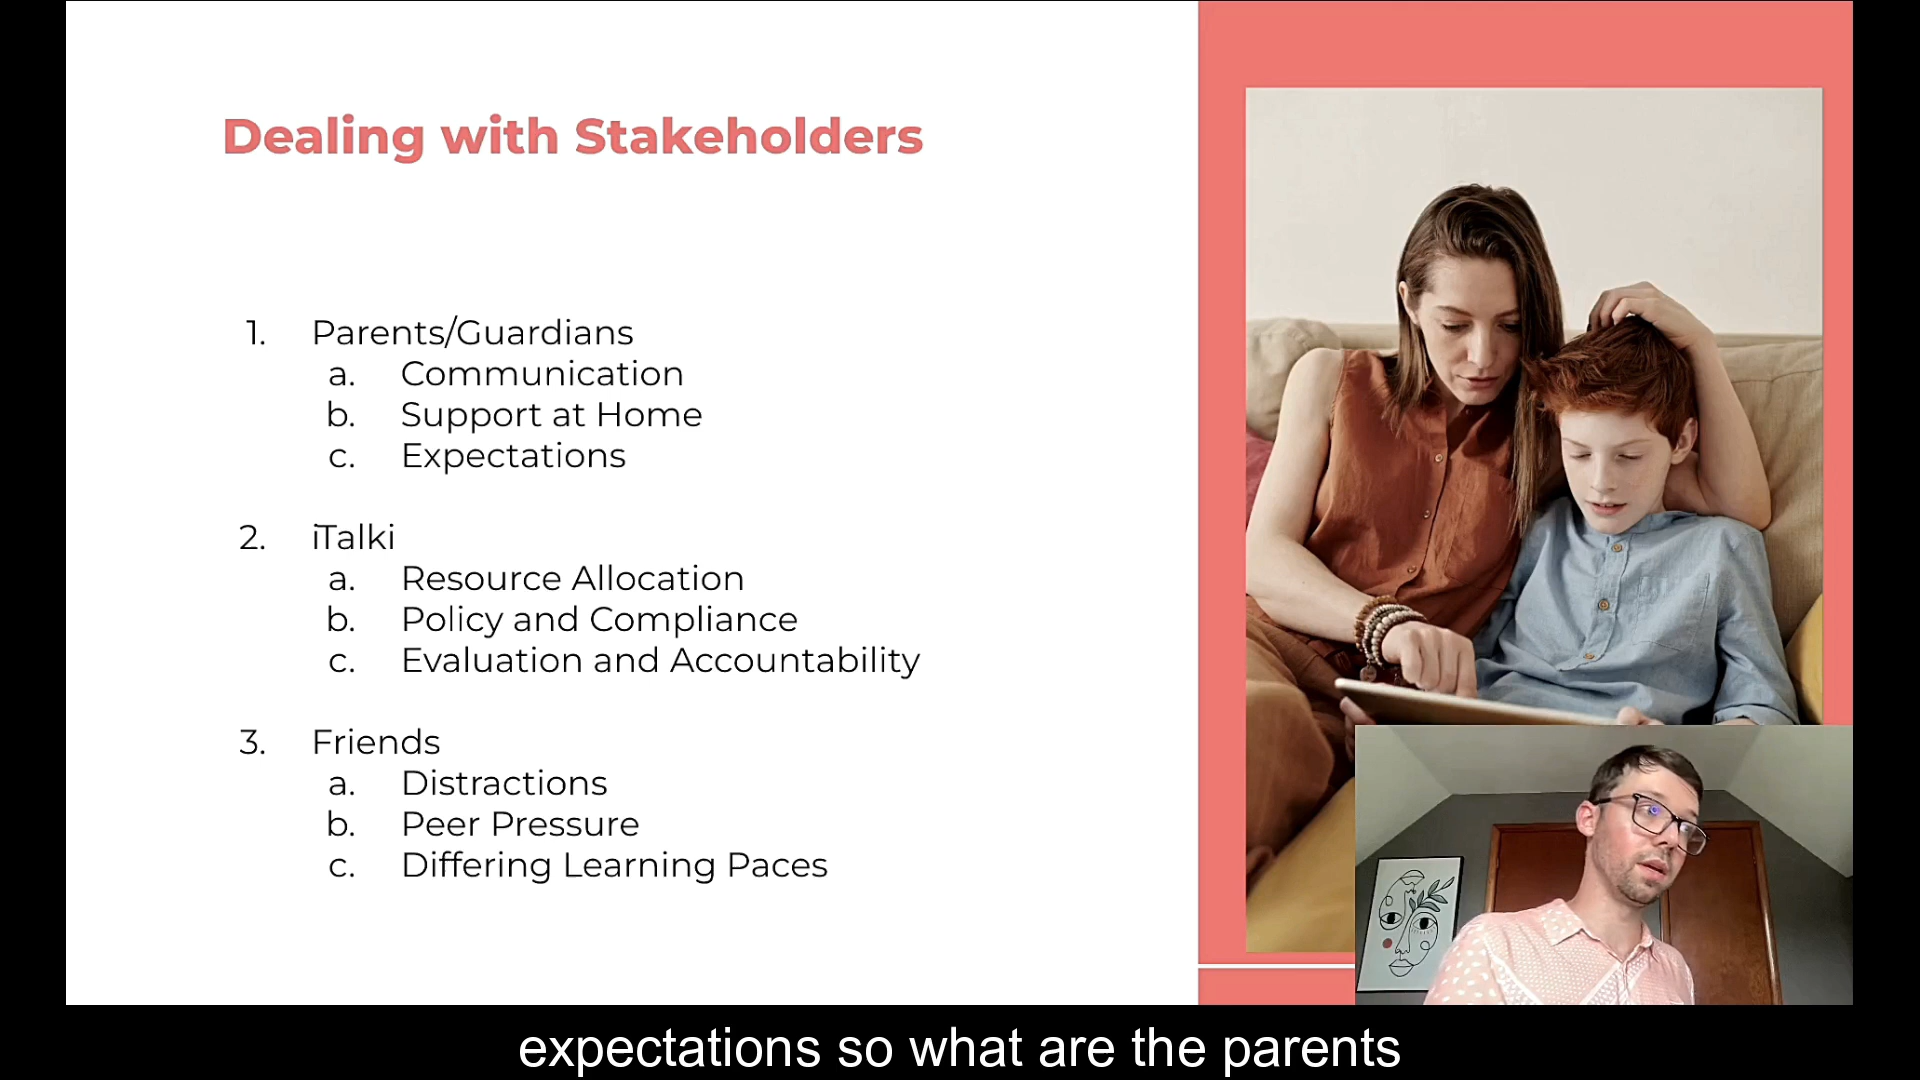 Dealing with Stakeholders
1. Parents/Guardians
a. Communication
b. Support at Home
c. Expectations
2. iTalki
a. Resource Allocation
b. Policy and Compliance
c. Evaluation and Accountability
3. Friends
a. Distractions
b. Peer Pressure
c. Differing Learning Paces
expectations so what are the parents